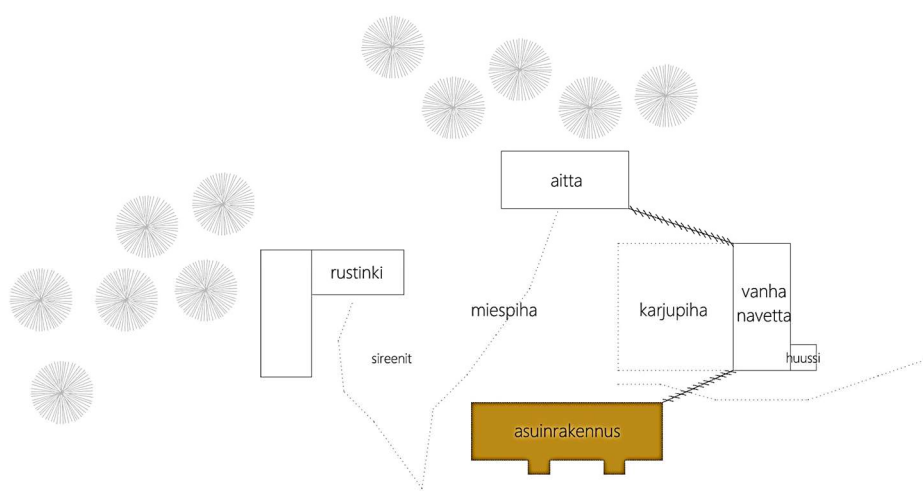 aitta
rustinki
miespiha
karjupiha
vanha
navetta
sireenit
huussi
asuinrakennus